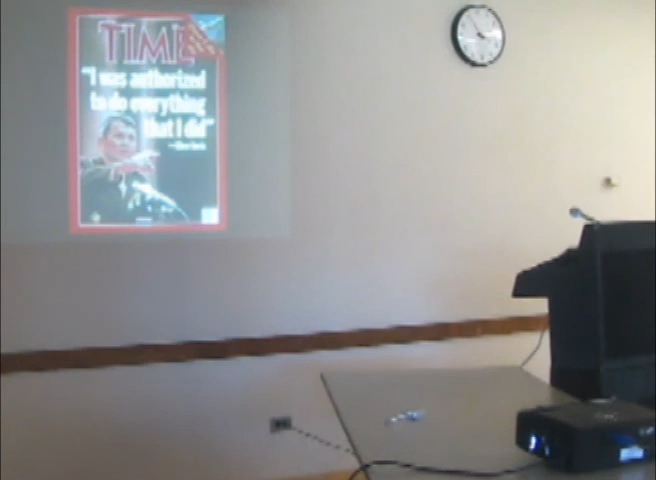 TIME
"I was authorized
to do everything
that I did"